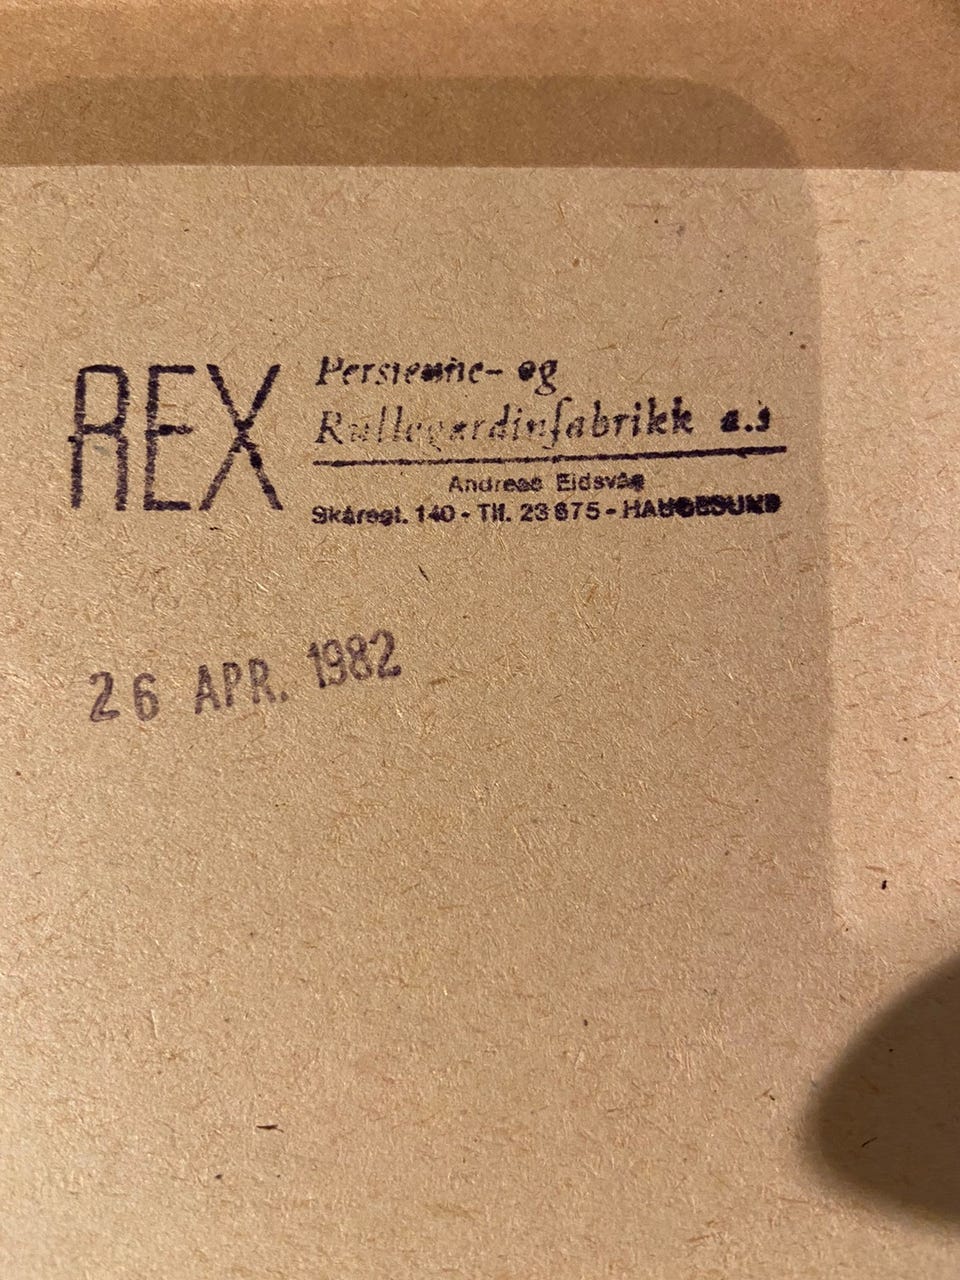 REX
Persienne- og
Rullegardinfabrikk a.s
Andreas Eidsvåg
Skåregt. 140 - Tlf. 23 875 - HAUGESUND
26 APR. 1982